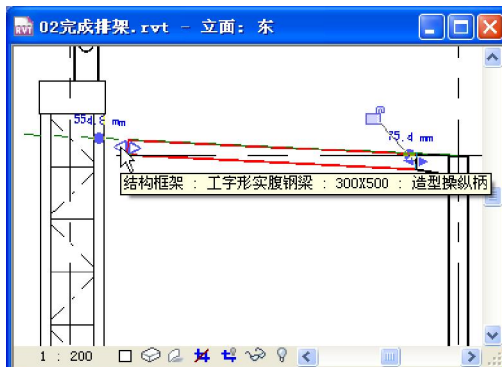 02完成排架.rvt - 立面: 东
554.8 mm
75.4 mm
结构框架 : 工字形实腹钢梁 : 300X500 : 造型操纵柄
1 : 200